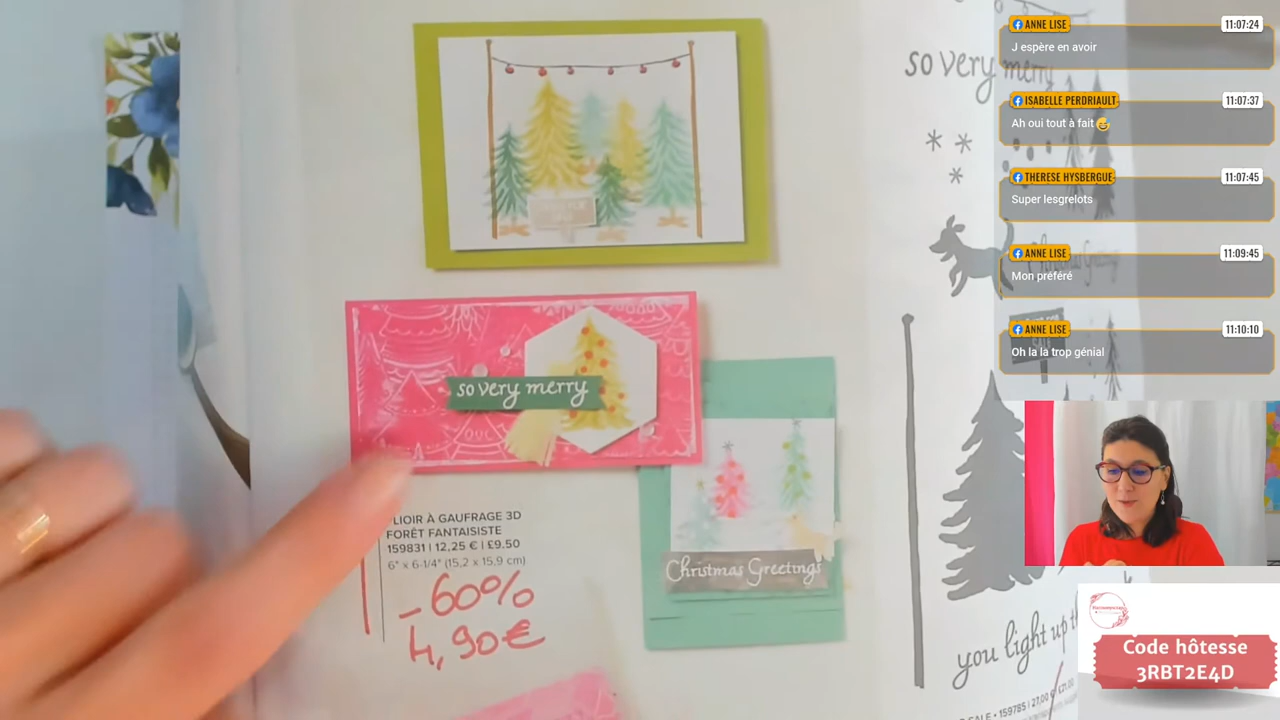 so very merry
Christmas Greetings
LIOIR À GAUFRAGE 3D
FORÊT FANTAISISTE
159831 | 12,25 € | £9.50
6" x 6-1/4" (15,2 x 15,9 cm)
-60%
4,90€
so very merry
you light up
SALE • 159785 | 27,00
ANNE LISE
11:07:24
J espère en avoir
ISABELLE PERDRIAULT
11:07:37
Ah oui tout à fait😅
THERESE HYSBERGUE
11:07:45
Super lesgrelots
ANNE LISE
11:09:45
Mon préféré
ANNE LISE
11:10:10
Oh la la trop génial
Code hôtesse
3RBT2E4D